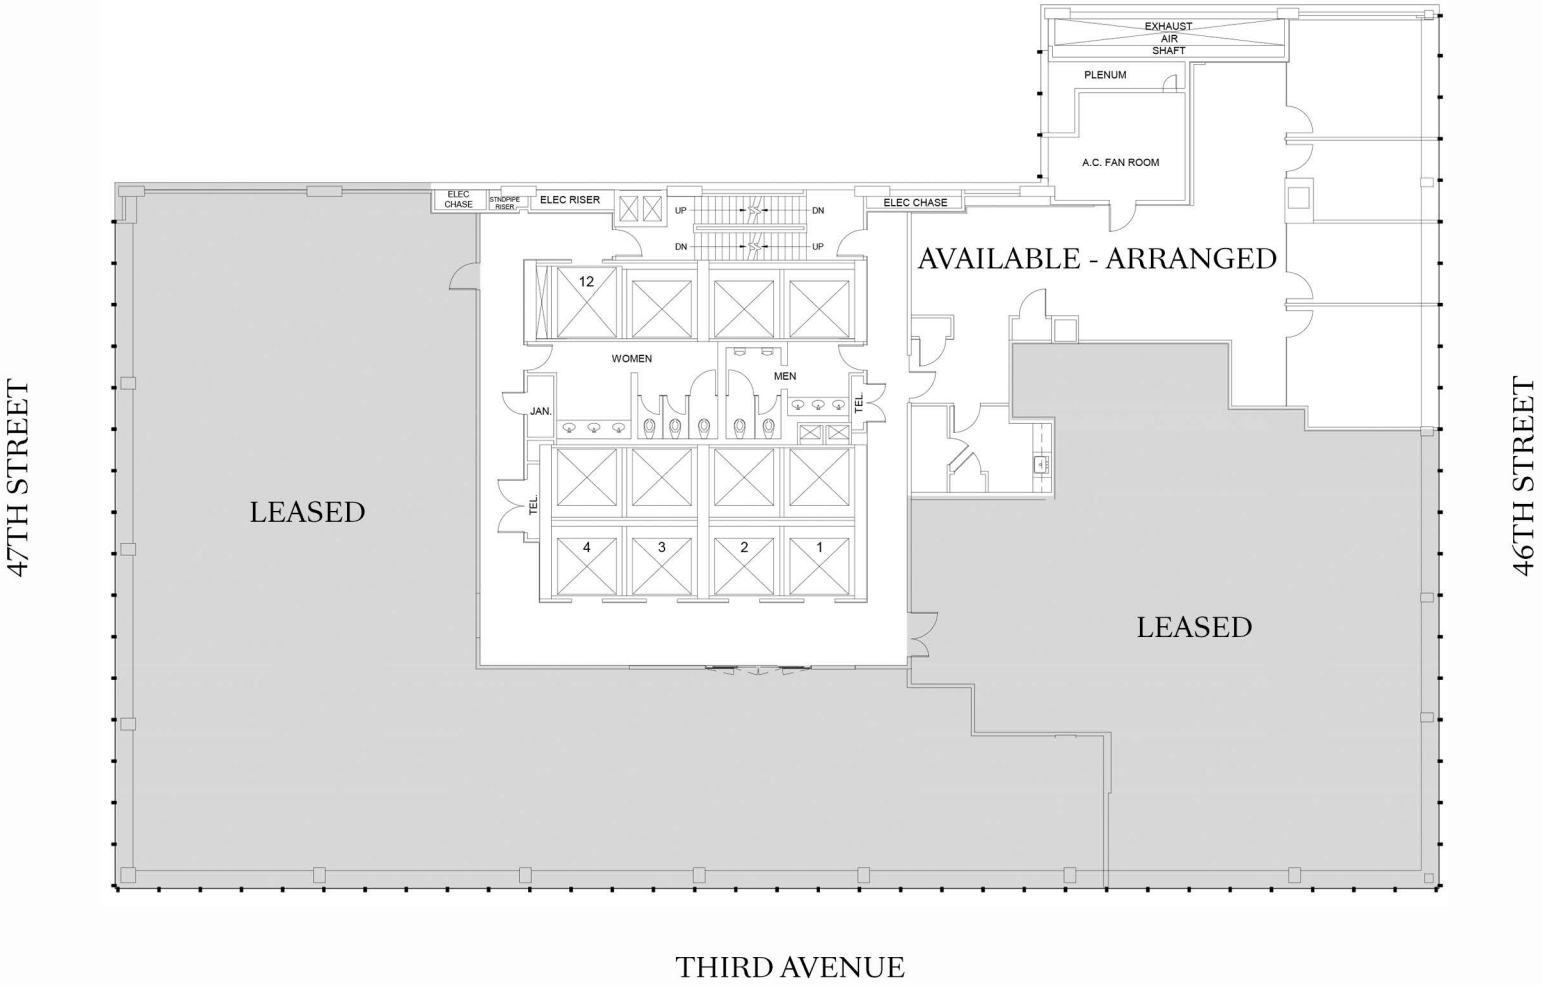 EXHAUST
AIR
SHAFT
PLENUM
A.C. FAN ROOM
ELEC
CHASE
STNDPIPE
RISER
ELEC RISER
UP
DN
DN
UP
ELEC CHASE
AVAILABLE - ARRANGED
12
WOMEN
MEN
JAN.
TEL.
TEL.
4
3
2
1
LEASED
LEASED
47TH STREET
46TH STREET
THIRD AVENUE